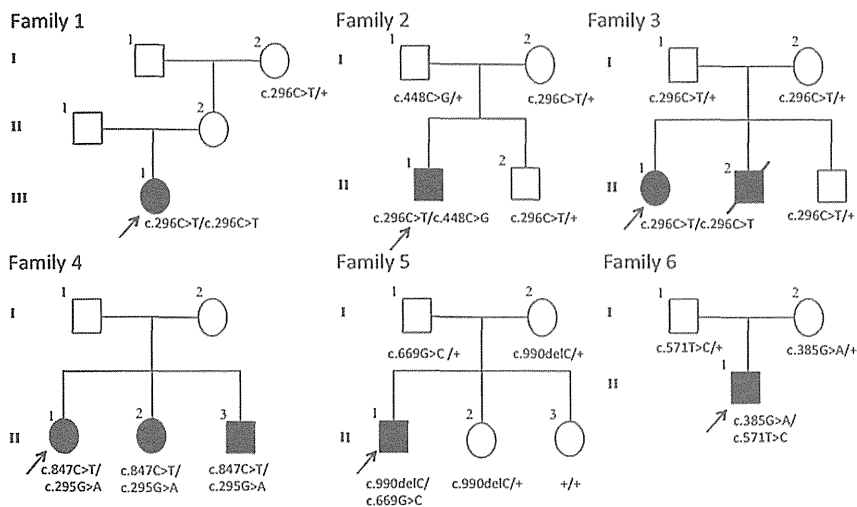 Family 1
Family 2
Family 3
I
1
2
c.296C>T/+
I
1
2
c.448C>G/+
c.296C>T/+
I
1
2
c.296C>T/+
c.296C>T/+
II
1
2
III
1
c.296C>T/c.296C>T
II
1
2
c.296C>T/c.448C>G
c.296C>T/+
II
1
2
c.296C>T/c.296C>T
c.296C>T/+
Family 4
Family 5
Family 6
I
1
2
I
1
2
c.669G>C/+
c.990delC/+
I
1
2
c.571T>C/+
c.385G>A/+
II
1
2
3
c.847C>T/
c.295G>A
c.847C>T/
c.295G>A
c.847C>T/
c.295G>A
II
1
2
3
c.990delC/
c.669G>C
c.990delC/+
+/+
II
1
c.385G>A/
c.571T>C